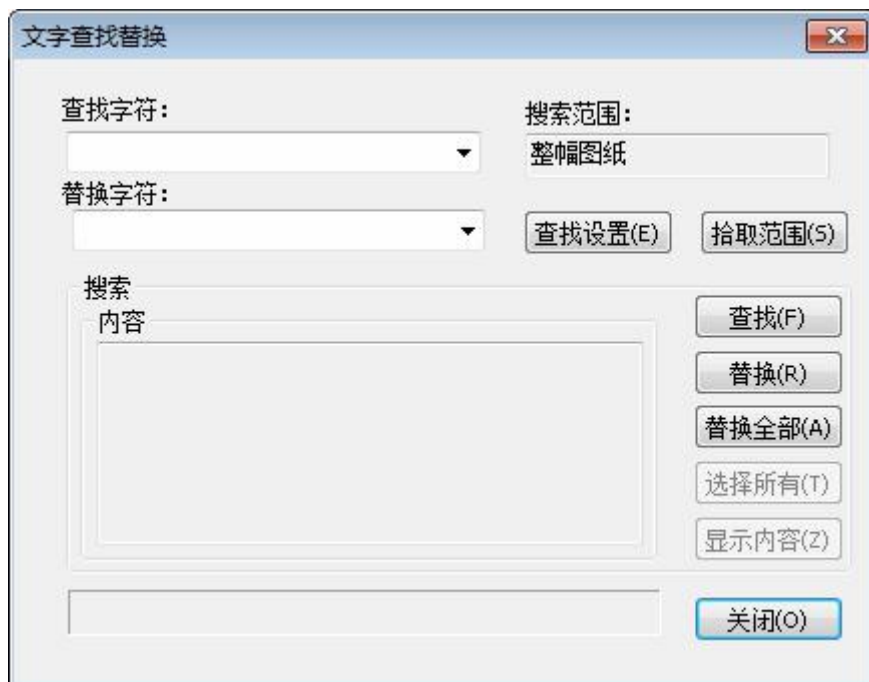 文字查找替换
查找字符：
搜索范围：
整幅图纸
替换字符：
查找设置(E)
拾取范围(S)
搜索
内容
查找(F)
替换(R)
替换全部(A)
选择所有(T)
显示内容(Z)
关闭(O)